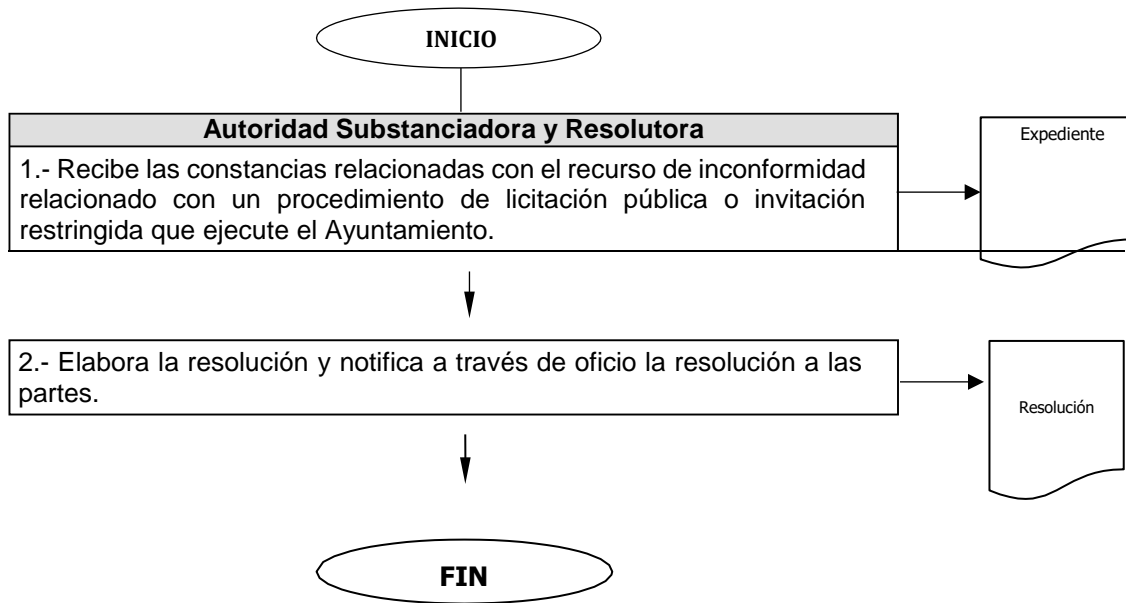 INICIO
Autoridad Substanciadora y Resolutora
1.- Recibe las constancias relacionadas con el recurso de inconformidad
relacionado con un procedimiento de licitación pública o invitación
restringida que ejecute el Ayuntamiento.
Expediente
2.- Elabora la resolución y notifica a través de oficio la resolución a las
partes.
Resolución
FIN